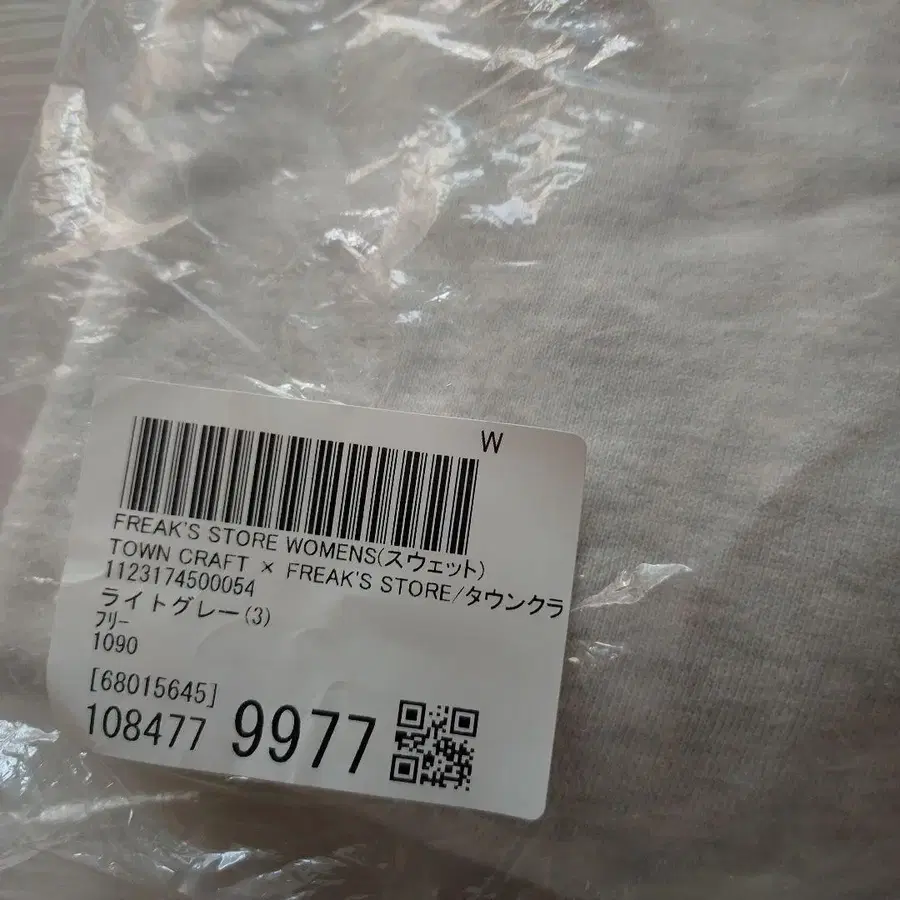 W
FREAK'S STORE WOMENS(スウェット)
TOWN CRAFT × FREAK'S STORE/タウンクラ
1123174500054
ライトグレー(3)
フリー
1090
[68015645]
108477 9977